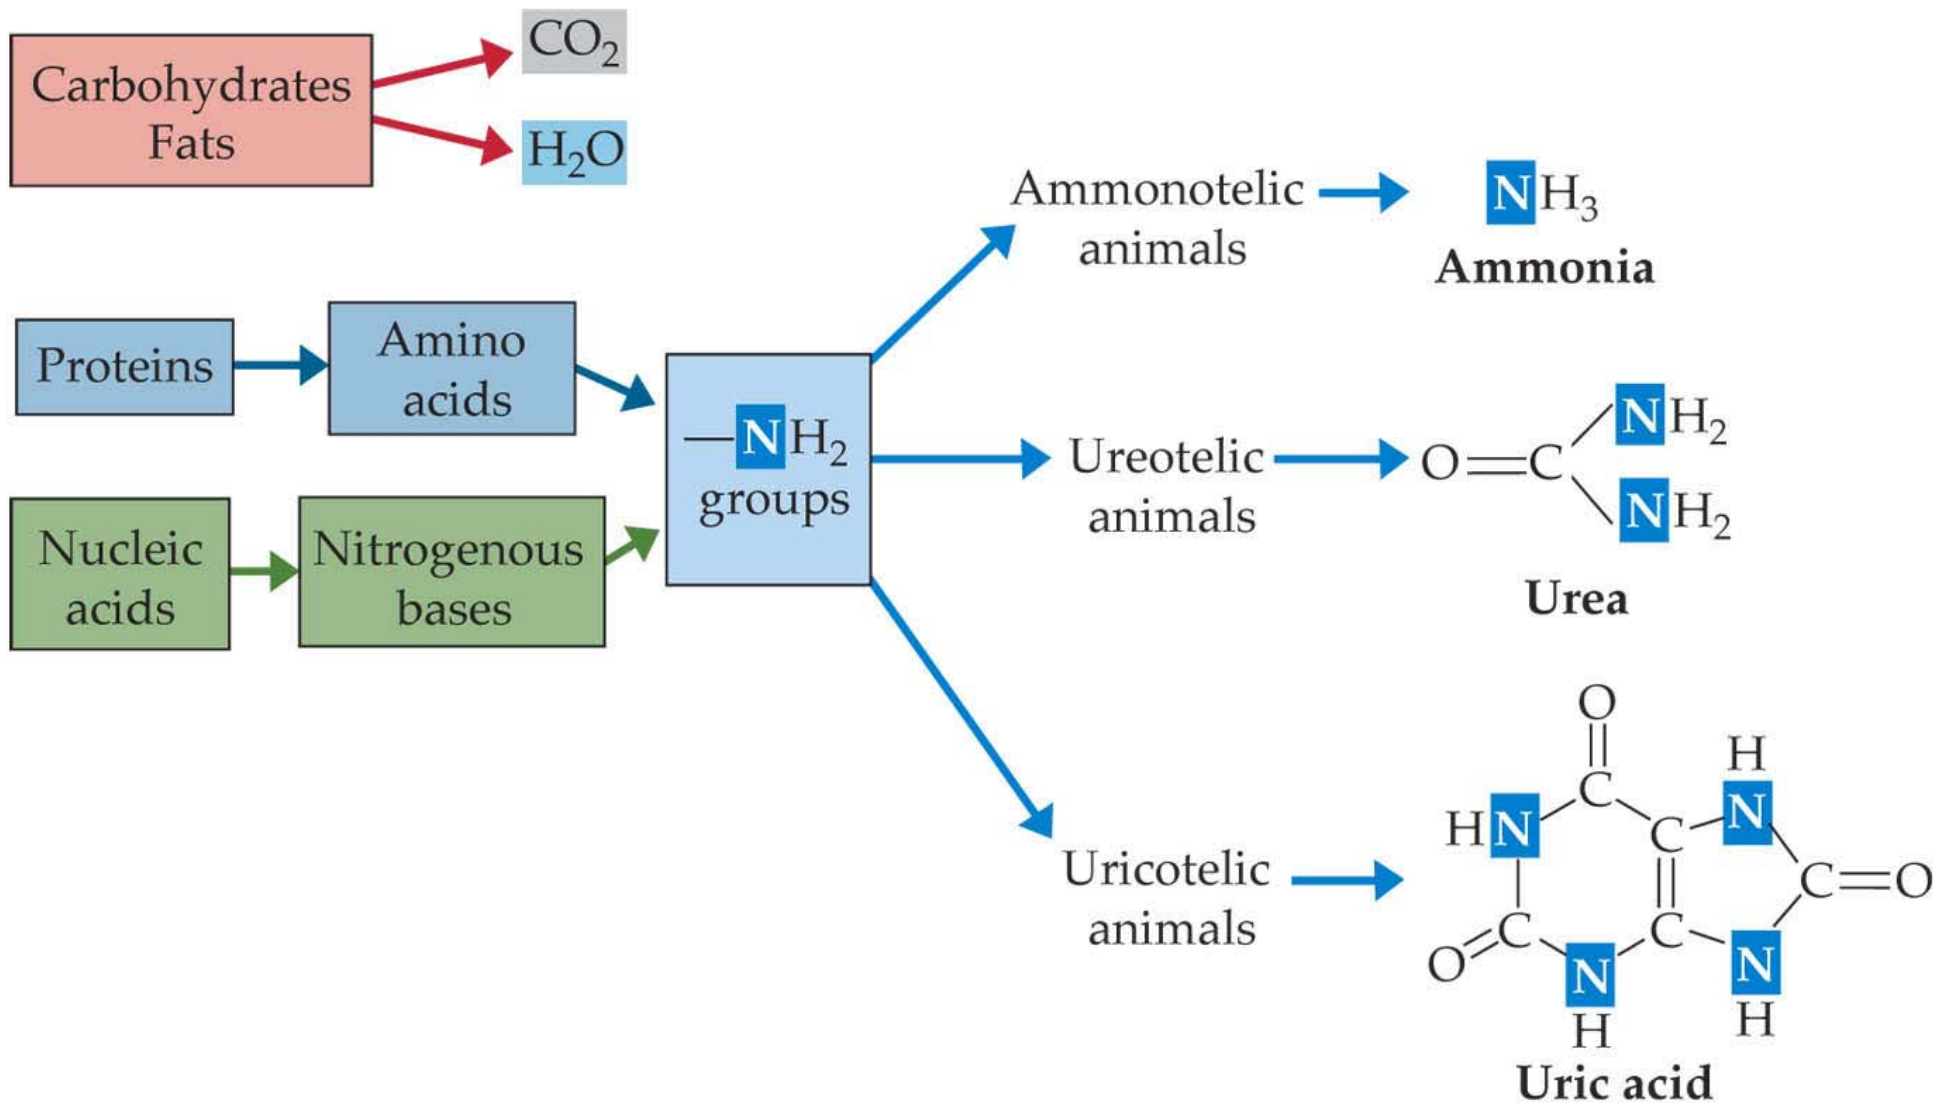 Carbohydrates
Fats
CO₂
H₂O
Proteins
Amino
acids
Nucleic
acids
Nitrogenous
bases
—NH₂
groups
Ammonotelic
animals
NH₃
Ammonia
Ureotelic
animals
O=C
NH₂
NH₂
Urea
Uricotelic
animals
O
H
C
HN
N
C
C=O
C
C
O
N
N
H
H
Uric acid